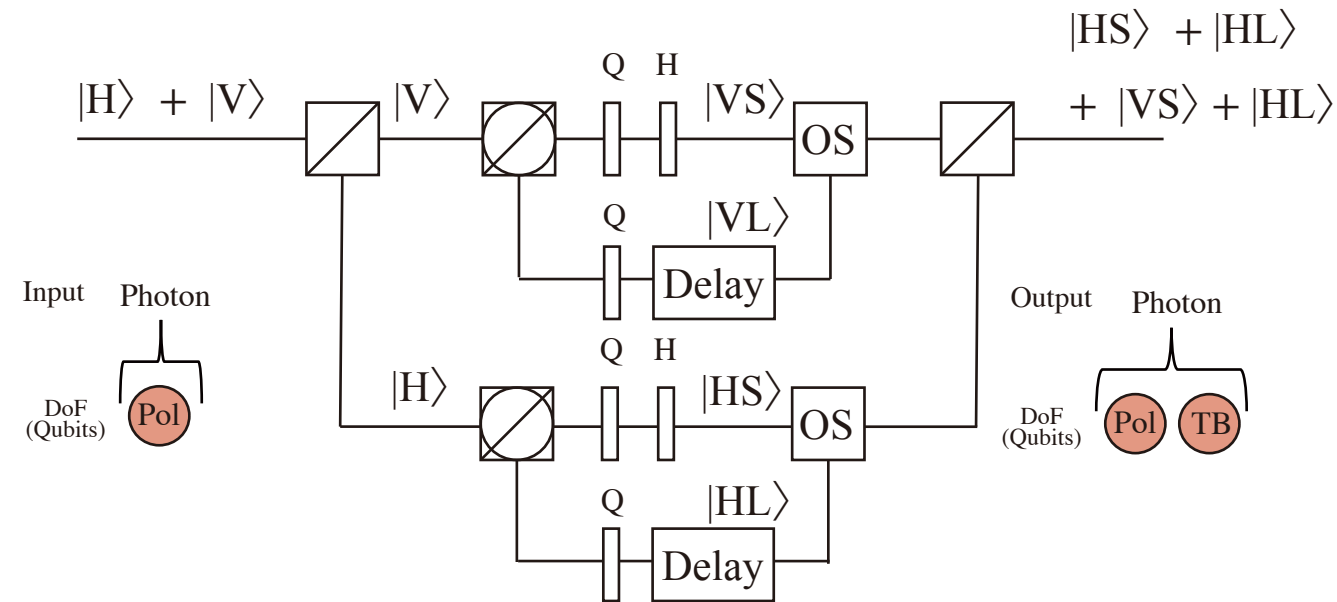 |HS⟩ + |HL⟩
|H⟩ + |V⟩
|V⟩
Q
H
|VS⟩
OS
+ |VS⟩ + |HL⟩
Q
|VL⟩
Delay
Input
Photon
DoF
(Qubits)
Pol
|H⟩
Q
H
|HS⟩
OS
Q
|HL⟩
Delay
Output
Photon
DoF
(Qubits)
Pol
TB